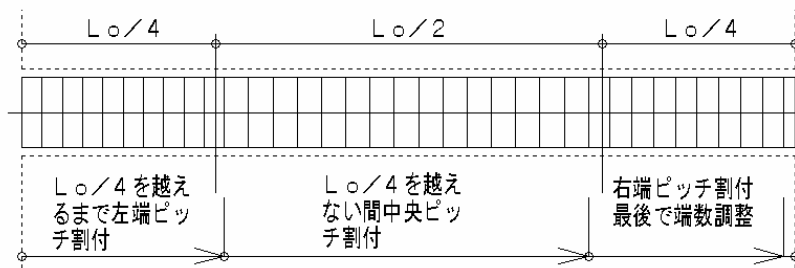 Lo/4
Lo/2
Lo/4
Lo/4を越え
るまで左端ピッ
チ割付
Lo/4を越え
ない間中央ピッ
チ割付
右端ピッチ割付
最後で端数調整